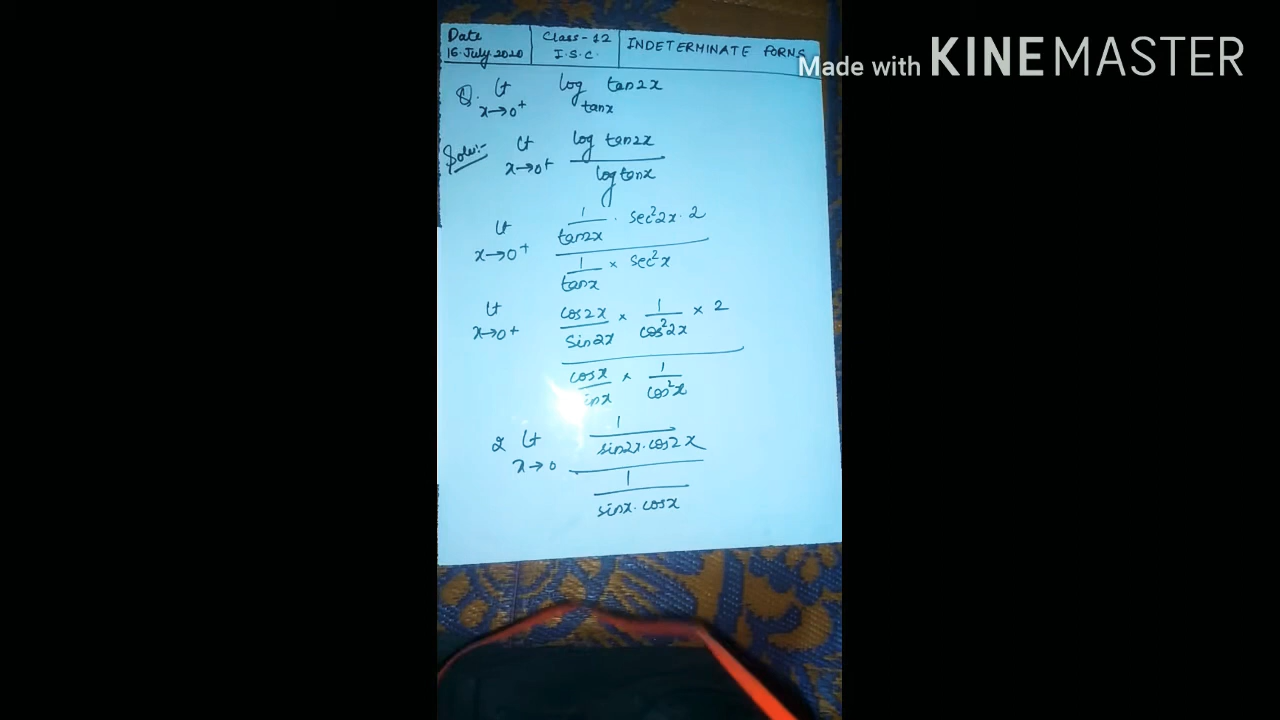 Date
16.July 2020
Class-12
I.S.C.
INDETERMINATE FORMS
Made with KINEMASTER
Q. Lt x→0⁺ log tan2x
tanx
Soln:- Lt x→0⁺ log tan2x
log tanx
Lt x→0⁺ 1/tan2x . sec²2x.2
1/tanx × sec²x
Lt x→0⁺ cos2x/sin2x × 1/cos²2x × 2
cosx/sinx × 1/cos²x
2 Lt x→0 1/sin2x.cos2x
1/sinx.cosx